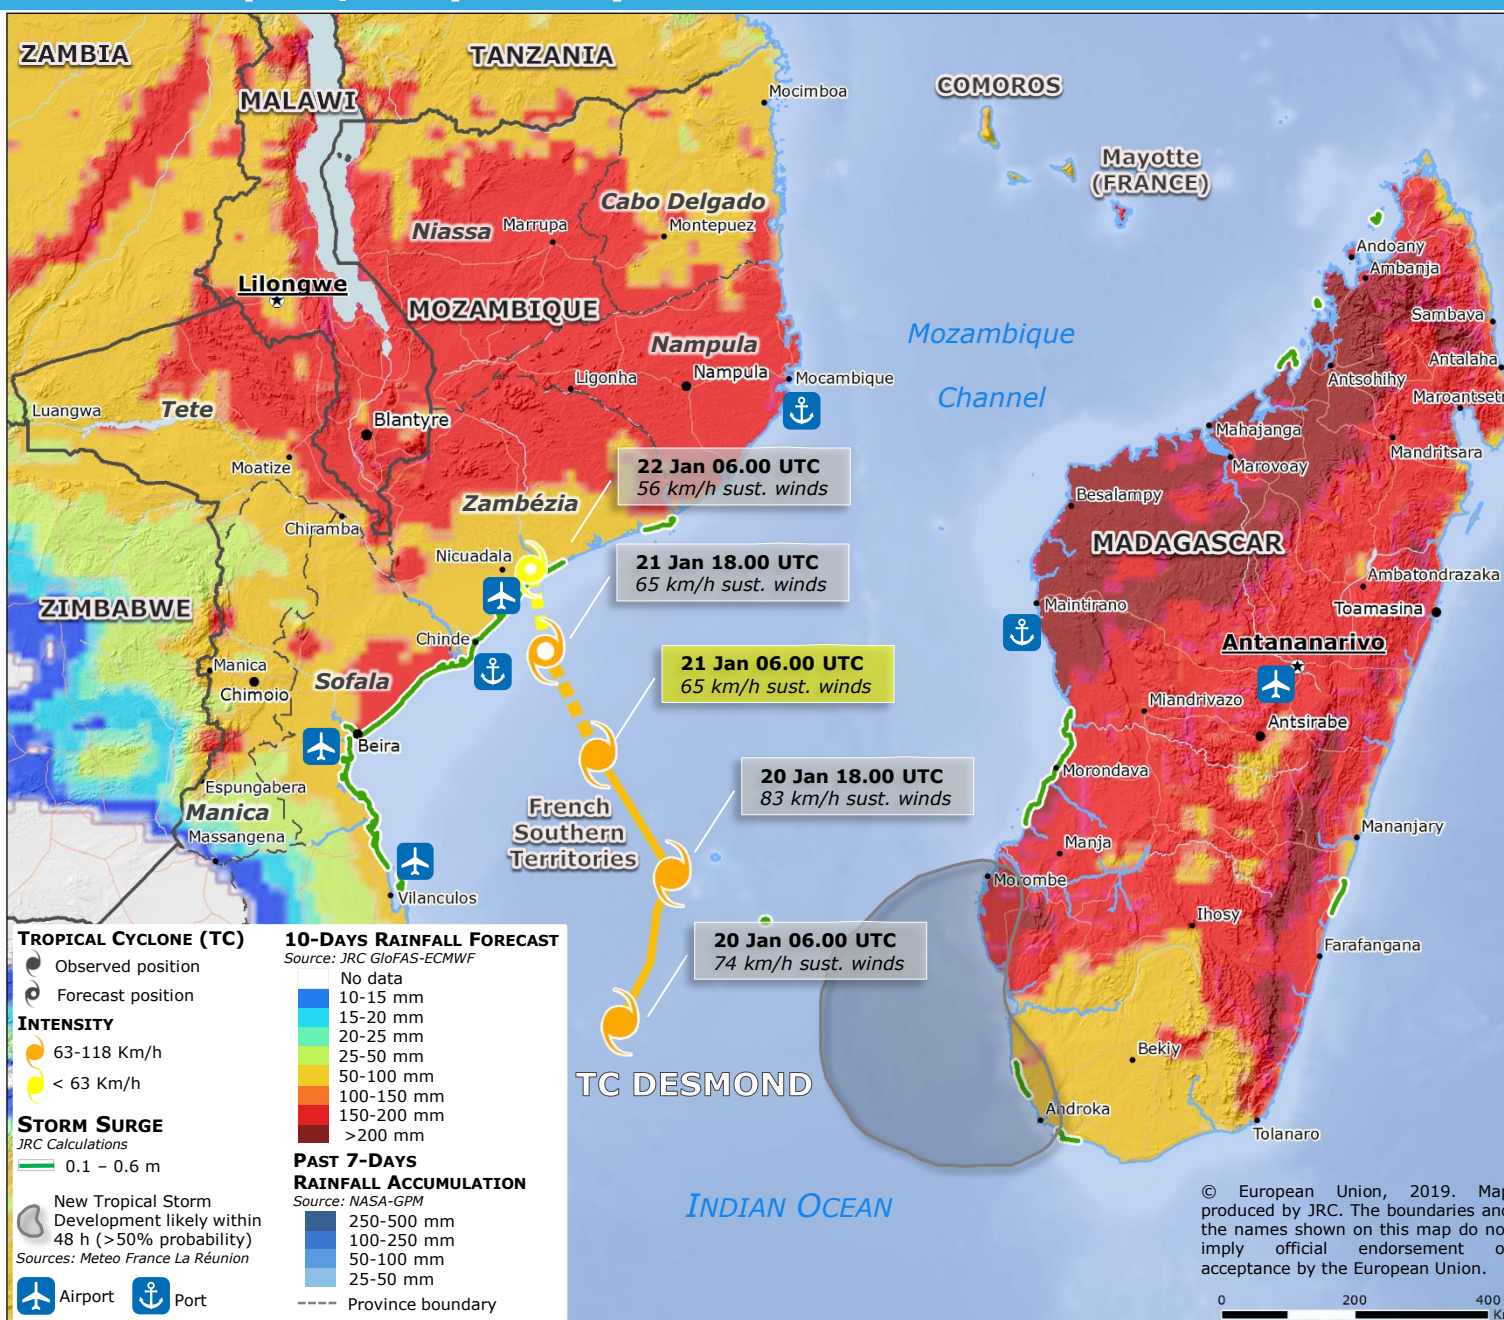 ZAMBIA
TANZANIA
MALAWI
Mocimboa
COMOROS
Mayotte
(FRANCE)
Cabo Delgado
Montepuez
Niassa
Marrupa
Andoany
Ambanja
Lilongwe
MOZAMBIQUE
Sambava
Mozambique
Channel
Nampula
Nampula
Mocambique
Ligonha
Antalaha
Antsohihy
Maroantsetr
Luangwa
Tete
Blantyre
Mahajanga
Mandritsara
Marovoay
Moatize
22 Jan 06.00 UTC
56 km/h sust. winds
Besalampy
Zambézia
Chiramba
MADAGASCAR
Nicuadala
21 Jan 18.00 UTC
65 km/h sust. winds
Ambatondrazaka
ZIMBABWE
Maintirano
Toamasina
Chinde
Antananarivo
Manica
Chimoio
Sofala
21 Jan 06.00 UTC
65 km/h sust. winds
Miandrivazo
Antsirabe
Beira
Morondava
20 Jan 18.00 UTC
83 km/h sust. winds
Espungabera
Manica
Massangena
French
Southern
Territories
Mananjary
Manja
Morombe
Vilanculos
Ihosy
Farafangana
20 Jan 06.00 UTC
74 km/h sust. winds
Bekiy
TC DESMOND
Androka
Tolanaro
INDIAN OCEAN
TROPICAL CYCLONE (TC)
Observed position
Forecast position
INTENSITY
63-118 Km/h
< 63 Km/h
STORM SURGE
JRC Calculations
0.1 – 0.6 m
New Tropical Storm
Development likely within
48 h (>50% probability)
Sources: Meteo France La Réunion
Airport
Port
10-DAYS RAINFALL FORECAST
Source: JRC GloFAS-ECMWF
No data
10-15 mm
15-20 mm
20-25 mm
25-50 mm
50-100 mm
100-150 mm
150-200 mm
>200 mm
PAST 7-DAYS
RAINFALL ACCUMULATION
Source: NASA-GPM
250-500 mm
100-250 mm
50-100 mm
25-50 mm
Province boundary
© European Union, 2019. Map
produced by JRC. The boundaries and
the names shown on this map do no
imply official endorsement o
acceptance by the European Union.
0 200 400
K